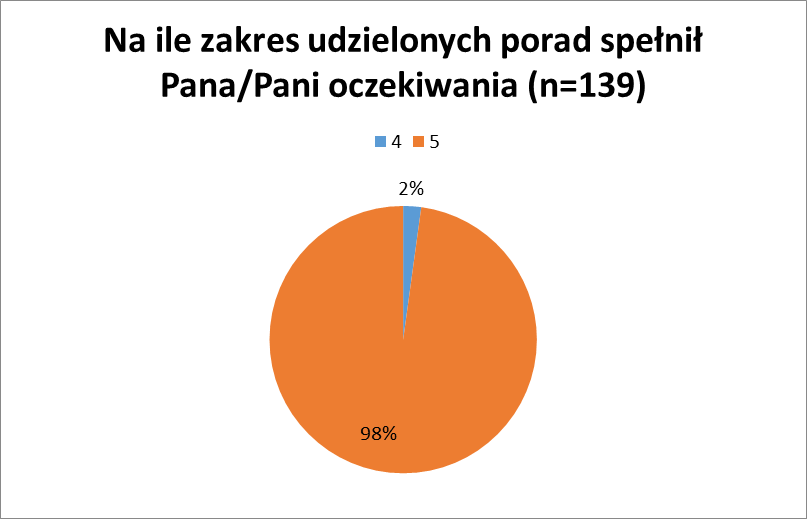 Na ile zakres udzielonych porad spełnił
Pana/Pani oczekiwania (n=139)
4 5
2%
98%